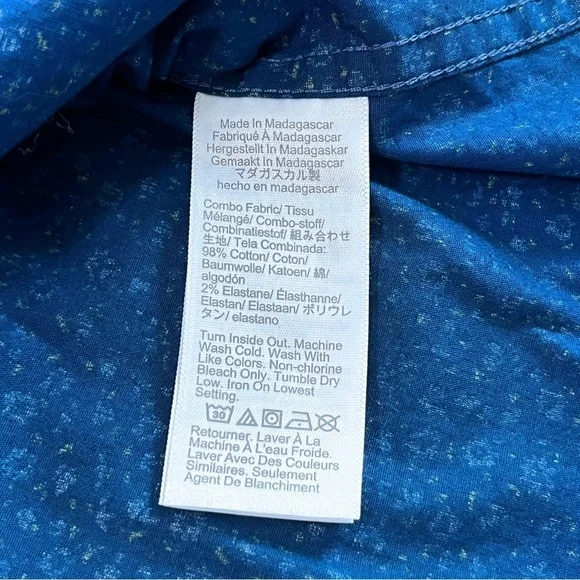 Made In Madagascar
Fabriqué À Madagascar
Hergestellt In Madagaskar
Gemaakt In Madagascar
マダガスカル製
hecho en madagascar
Combo Fabric/ Tissu
Mélangé/ Combo-stoff/
Combinatiestof/ 組み合わせ
生地/ Tela Combinada:
98% Cotton/ Coton/
Baumwolle/ Katoen/ 綿/
algodón
2% Elastane/ Élasthanne/
Elastan/ Elastaan/ ポリウレ
タン/ elastano
Turn Inside Out. Machine
Wash Cold. Wash With
Like Colors. Non-chlorine
Bleach Only. Tumble Dry
Low. Iron On Lowest
Setting.
30
Retourner. Laver À La
Machine À L'eau Froide.
Laver Avec Des Couleurs
Similaires. Seulement
Agent De Blanchiment